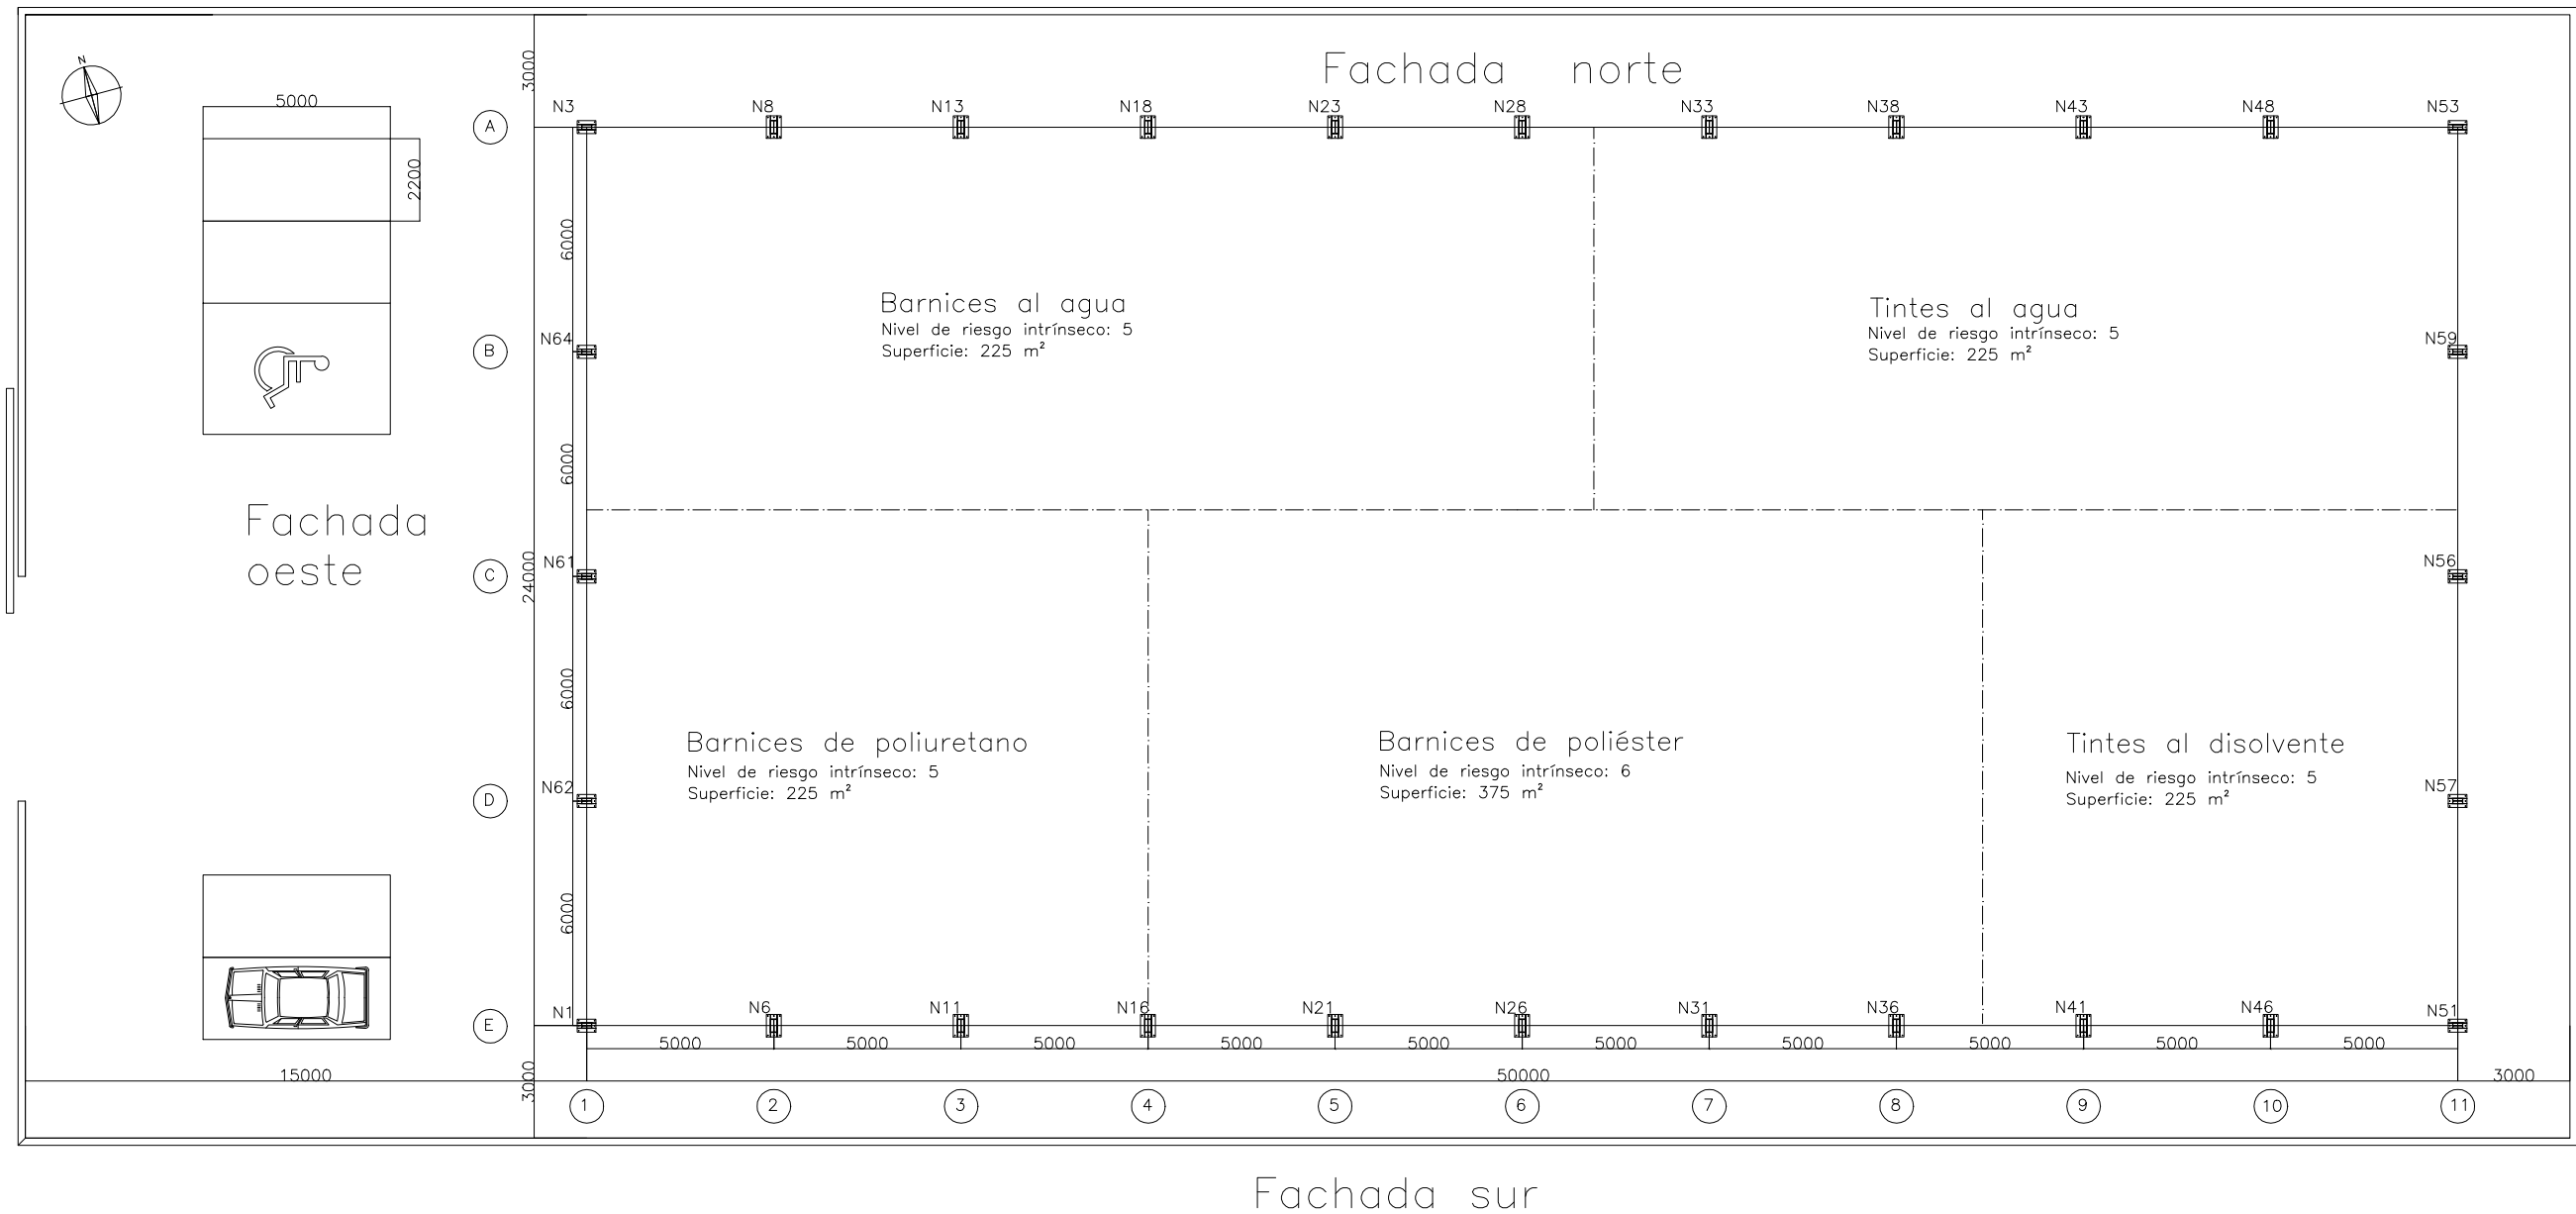 Fachada norte
N
3000
5000
N3
N8
N13
N18
N23
N28
N33
N38
N43
N48
N53
A
2200
6000
Barnices al agua
Nivel de riesgo intrínseco: 5
Superficie: 225 m²
Tintes al agua
Nivel de riesgo intrínseco: 5
Superficie: 225 m²
B
N64
N59
6000
Fachada
oeste
C
24000
N61
N56
6000
Barnices de poliuretano
Nivel de riesgo intrínseco: 5
Superficie: 225 m²
Barnices de poliéster
Nivel de riesgo intrínseco: 6
Superficie: 375 m²
Tintes al disolvente
Nivel de riesgo intrínseco: 5
Superficie: 225 m²
D
N62
N57
6000
E
N1
N6
N11
N16
N21
N26
N31
N36
N41
N46
N51
5000
5000
5000
5000
5000
5000
5000
5000
5000
5000
15000
3000
50000
3000
1
2
3
4
5
6
7
8
9
10
11
Fachada sur